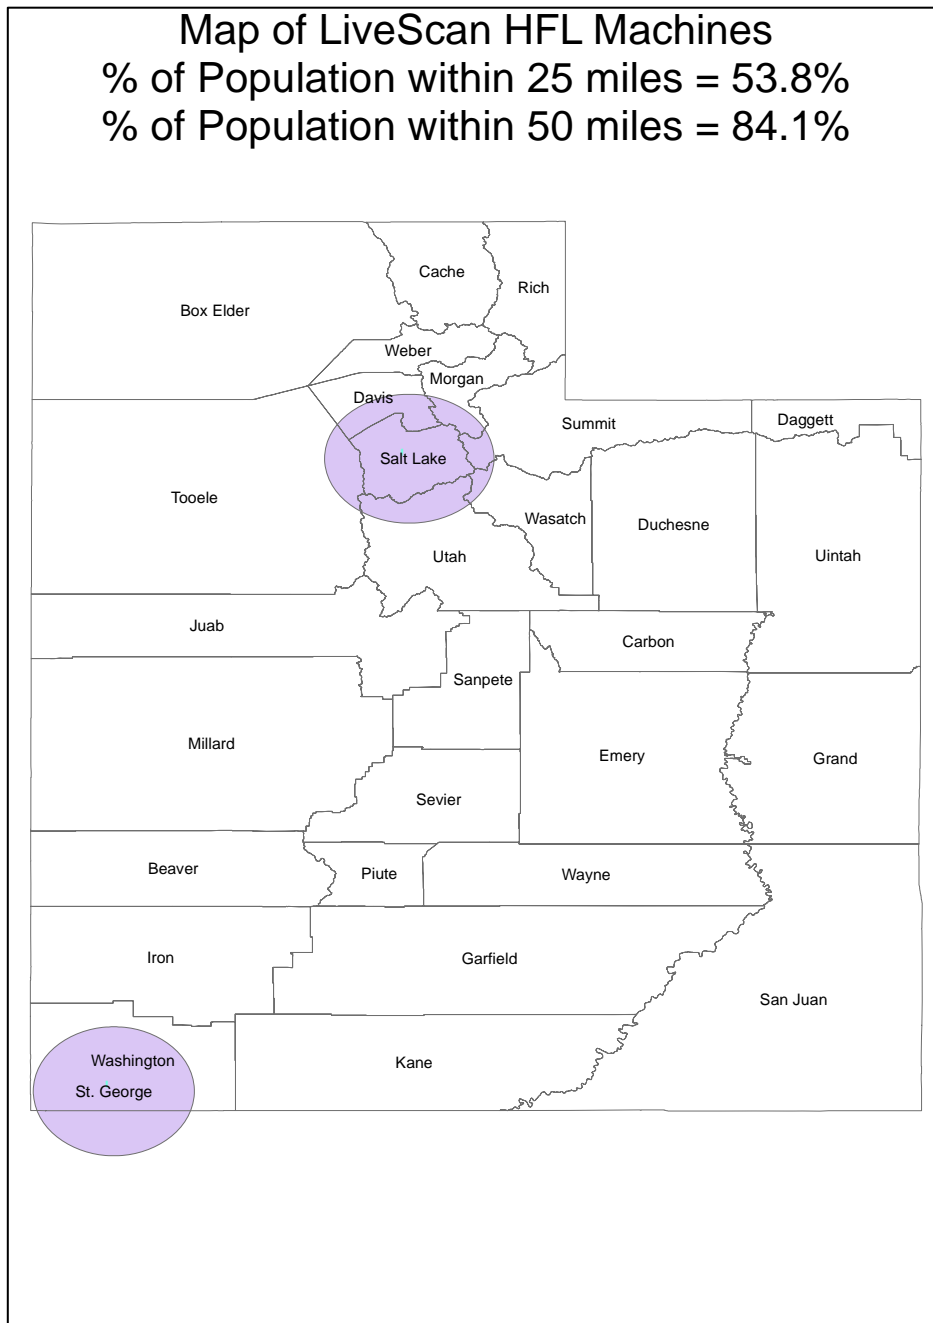 Map of LiveScan HFL Machines
% of Population within 25 miles = 53.8%
% of Population within 50 miles = 84.1%
Cache
Rich
Box Elder
Weber
Morgan
Davis
Summit
Daggett
Salt Lake
Tooele
Wasatch
Duchesne
Utah
Uintah
Juab
Carbon
Sanpete
Millard
Emery
Grand
Sevier
Beaver
Piute
Wayne
Iron
Garfield
San Juan
Washington
Kane
St. George